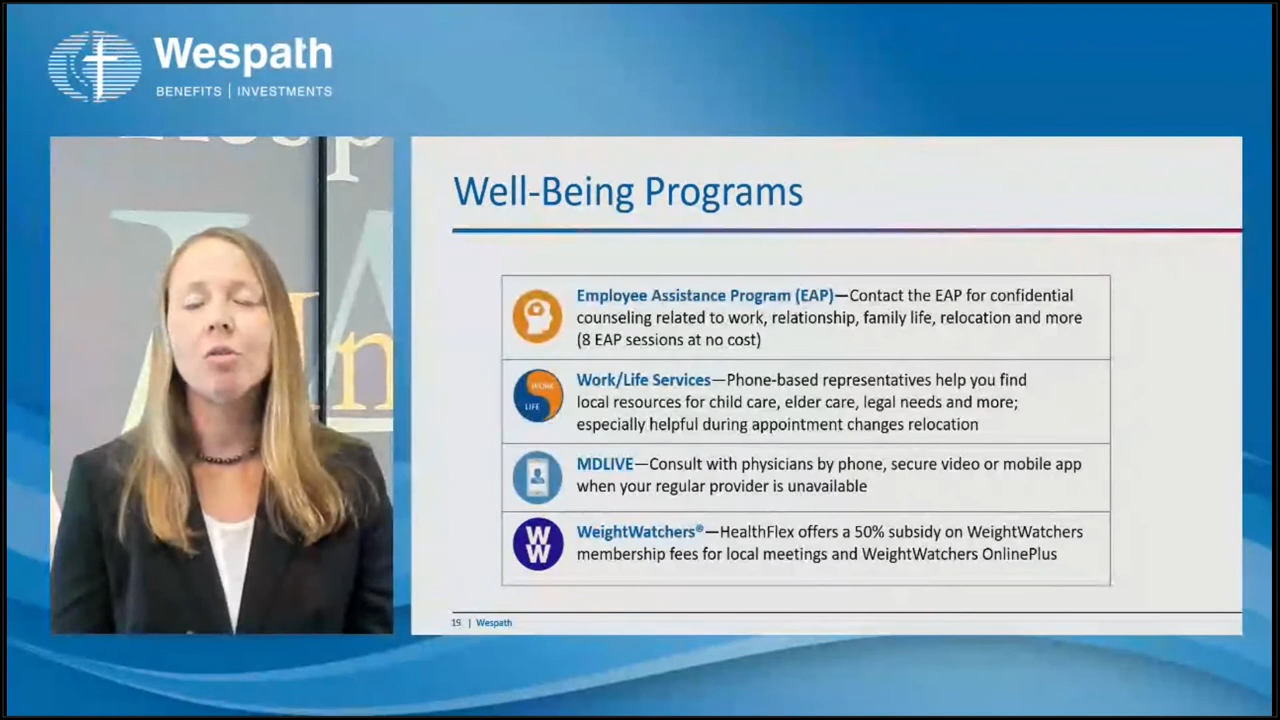 Wespath
BENEFITS | INVESTMENTS
Hosp
In
Well-Being Programs
Employee Assistance Program (EAP)—Contact the EAP for confidential
counseling related to work, relationship, family life, relocation and more
(8 EAP sessions at no cost)
WORK
LIFE
Work/Life Services—Phone-based representatives help you find
local resources for child care, elder care, legal needs and more;
especially helpful during appointment changes relocation
MDLIVE—Consult with physicians by phone, secure video or mobile app
when your regular provider is unavailable
W
W
WeightWatchers®—HealthFlex offers a 50% subsidy on WeightWatchers
membership fees for local meetings and WeightWatchers OnlinePlus
19 | Wespath